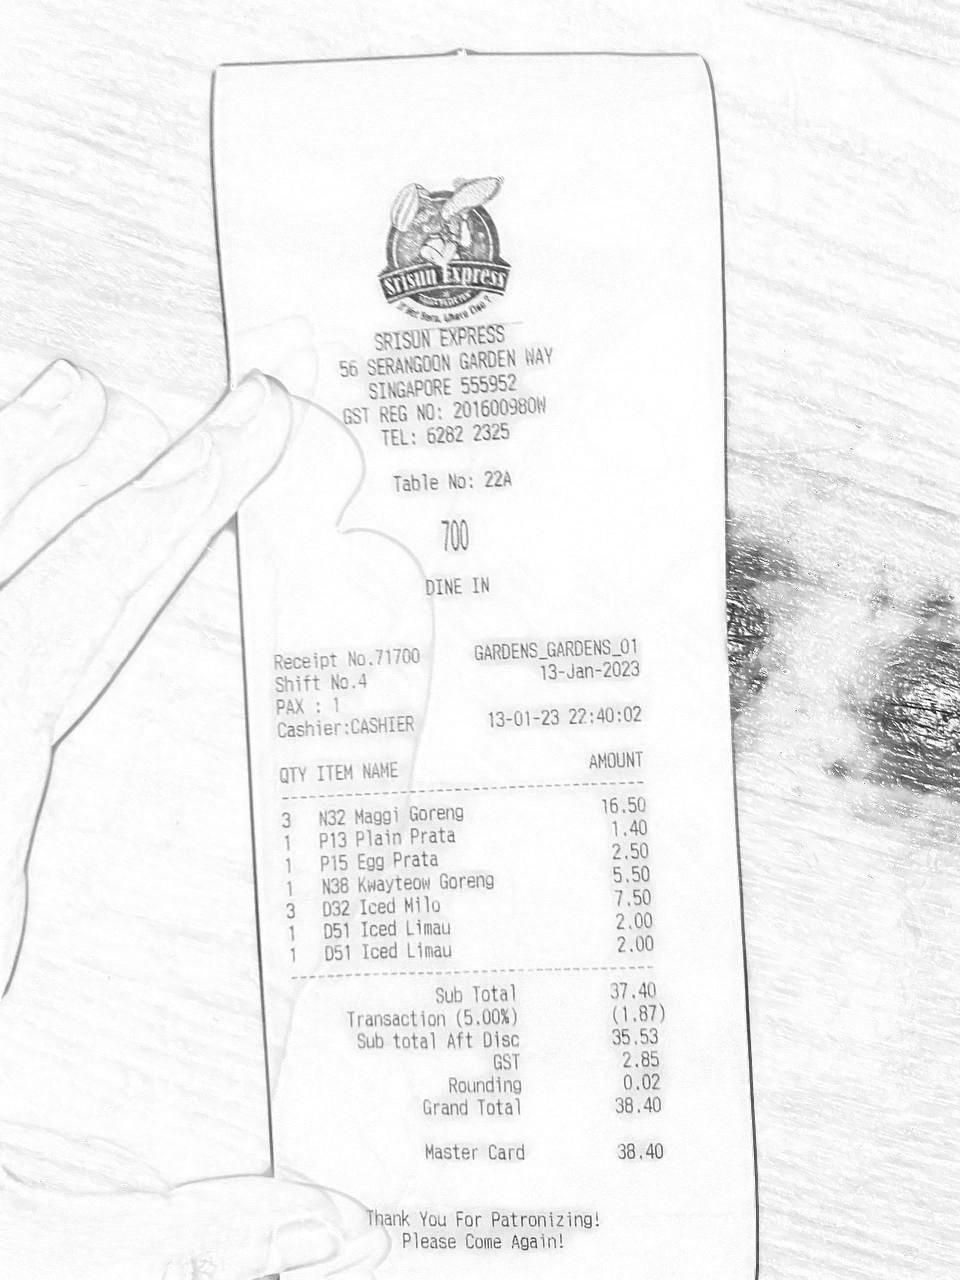 Srisun Express
SRISUN EXPRESS
56 SERANGOON GARDEN WAY
SINGAPORE 555952
GST REG NO: 201600980W
TEL: 6282 2325
Table No: 22A
700
DINE IN
Receipt No.71700 GARDENS_GARDENS_01
Shift No.4 13-Jan-2023
PAX : 1
Cashier:CASHIER 13-01-23 22:40:02
QTY ITEM NAME AMOUNT
3 N32 Maggi Goreng 16.50
1 P13 Plain Prata 1.40
1 P15 Egg Prata 2.50
1 N38 Kwayteow Goreng 5.50
3 D32 Iced Milo 7.50
1 D51 Iced Limau 2.00
1 D51 Iced Limau 2.00
Sub Total 37.40
Transaction (5.00%) (1.87)
Sub total Aft Disc 35.53
GST 2.85
Rounding 0.02
Grand Total 38.40
Master Card 38.40
Thank You For Patronizing!
Please Come Again!